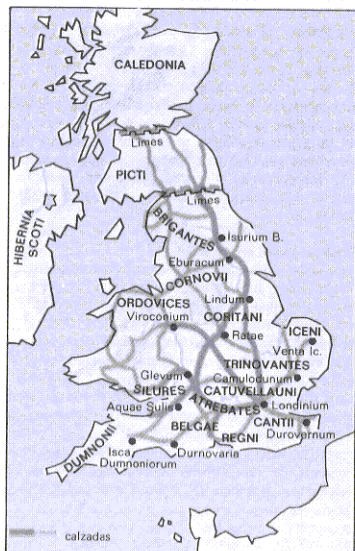 CALEDONIA
Limes
PICTI
Limes
HIBERNIA
SCOTI
BRIGANTES
Isurium B.
Eburacum
CORNOVII
Lindum
ORDOVICES
CORITANI
Viroconium
Ratae
ICENI
Venta Ic.
TRINOVANTES
Glevum
Camulodunum
SILURES
CATUVELLAUNI
Aquae Sulis
ATREBATES
Londinium
BELGAE
CANTII
DUMNONII
REGNI
Durovernum
Isca
Dumnoniorum
Durnovaria
calzadas